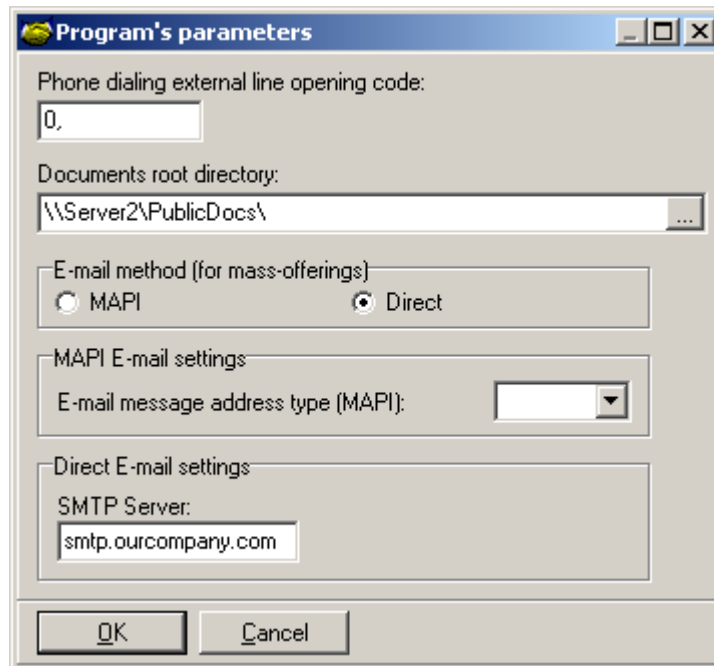 Program's parameters
Phone dialing external line opening code:
0,
Documents root directory:
\\Server2\PublicDocs\
...
E-mail method (for mass-offerings)
MAPI Direct
MAPI E-mail settings
E-mail message address type (MAPI):
Direct E-mail settings
SMTP Server:
smtp.ourcompany.com
OK Cancel